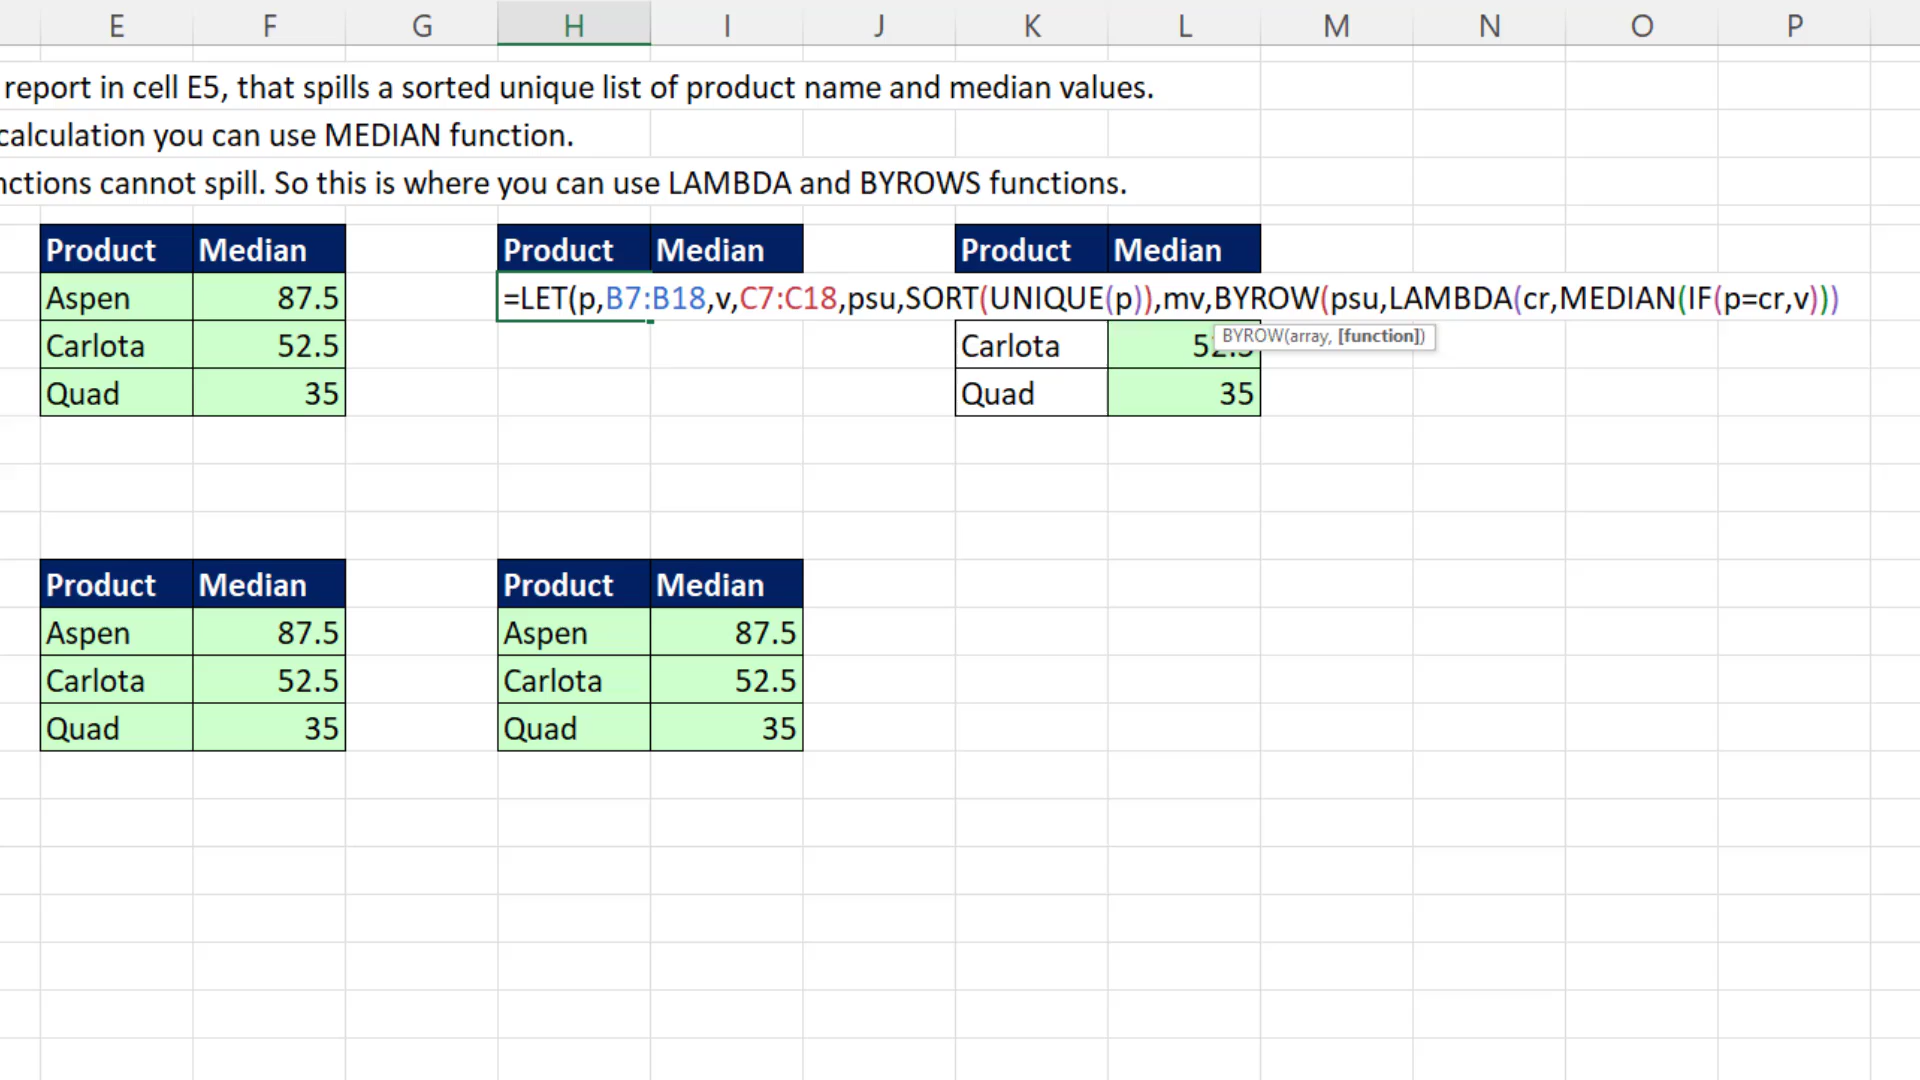 E F G H I J K L M N O P
report in cell E5, that spills a sorted unique list of product name and median values.
calculation you can use MEDIAN function.
nctions cannot spill. So this is where you can use LAMBDA and BYROWS functions.
Product Median Product Median Product Median
Aspen 87.5 =LET(p,B7:B18,v,C7:C18,psu,SORT(UNIQUE(p)),mv,BYROW(psu,LAMBDA(cr,MEDIAN(IF(p=cr,v)))
BYROW(array, [function])
Carlota 52.5 Carlota 52.5
Quad 35 Quad 35
Product Median Product Median
Aspen 87.5 Aspen 87.5
Carlota 52.5 Carlota 52.5
Quad 35 Quad 35